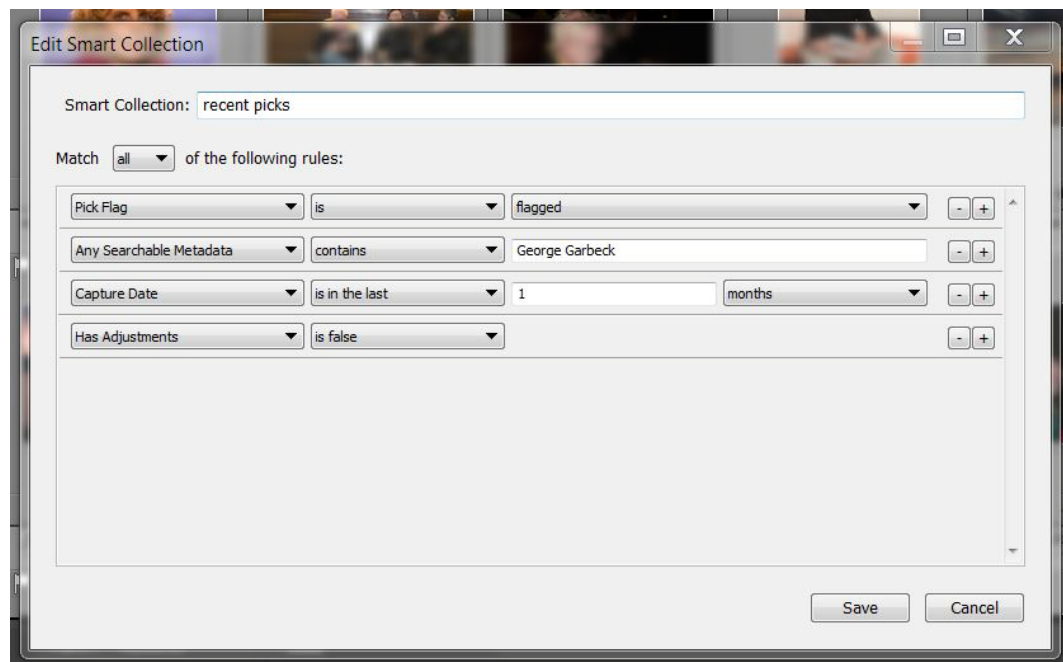 Edit Smart Collection
Smart Collection: recent picks
Match all of the following rules:
Pick Flag is flagged - +
Any Searchable Metadata contains George Garbeck - +
Capture Date is in the last 1 months - +
Has Adjustments is false - +
Save Cancel